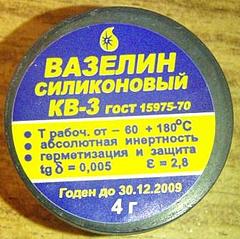 ВАЗЕЛИН
СИЛИКОНОВЫЙ
КВ-3 ГОСТ 15975-70
• Т рабоч. от – 60 + 180°С
• абсолютная инертность
• герметизация и защита
tg δ = 0,005 Ɛ = 2,8
Годен до 30.12.2009
4 г